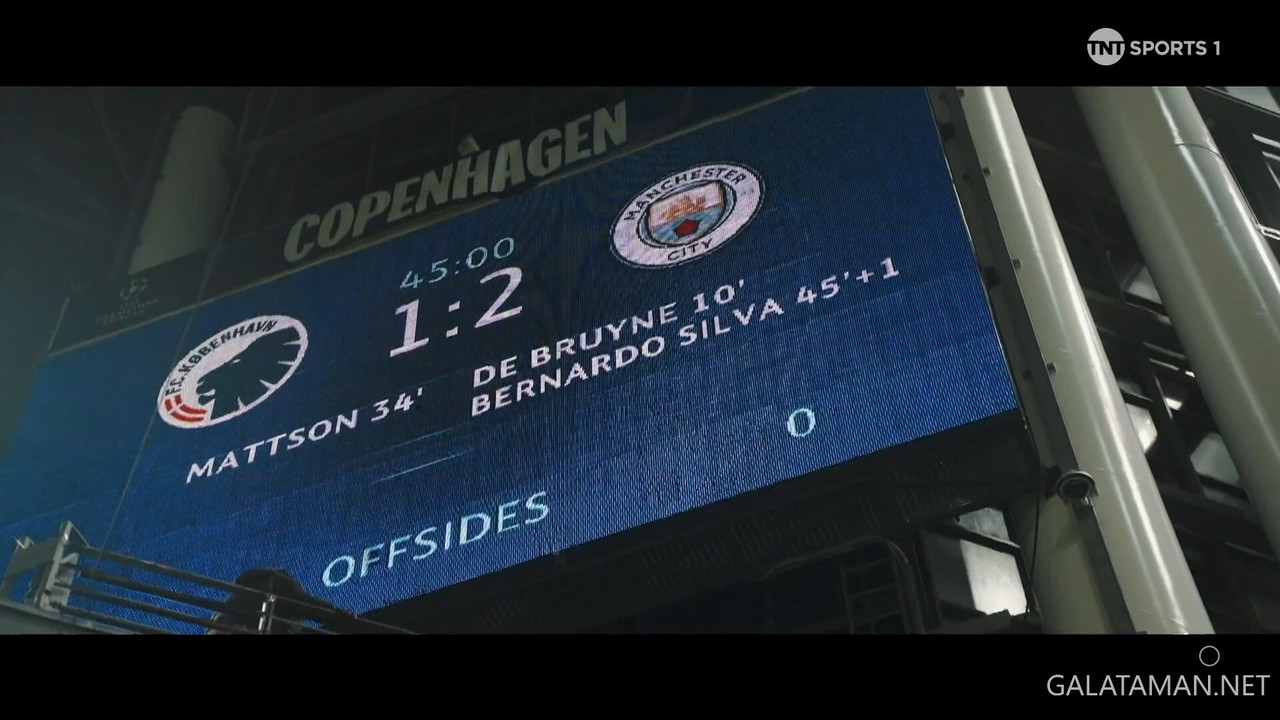 TNT SPORTS 1
COPENHAGEN
45:00
1:2
MANCHESTER
CITY
F.C. KØBENHAVN
MATTSON 34'
DE BRUYNE 10'
BERNARDO SILVA 45'+1
0
OFFSIDES
GALATAMAN.NET